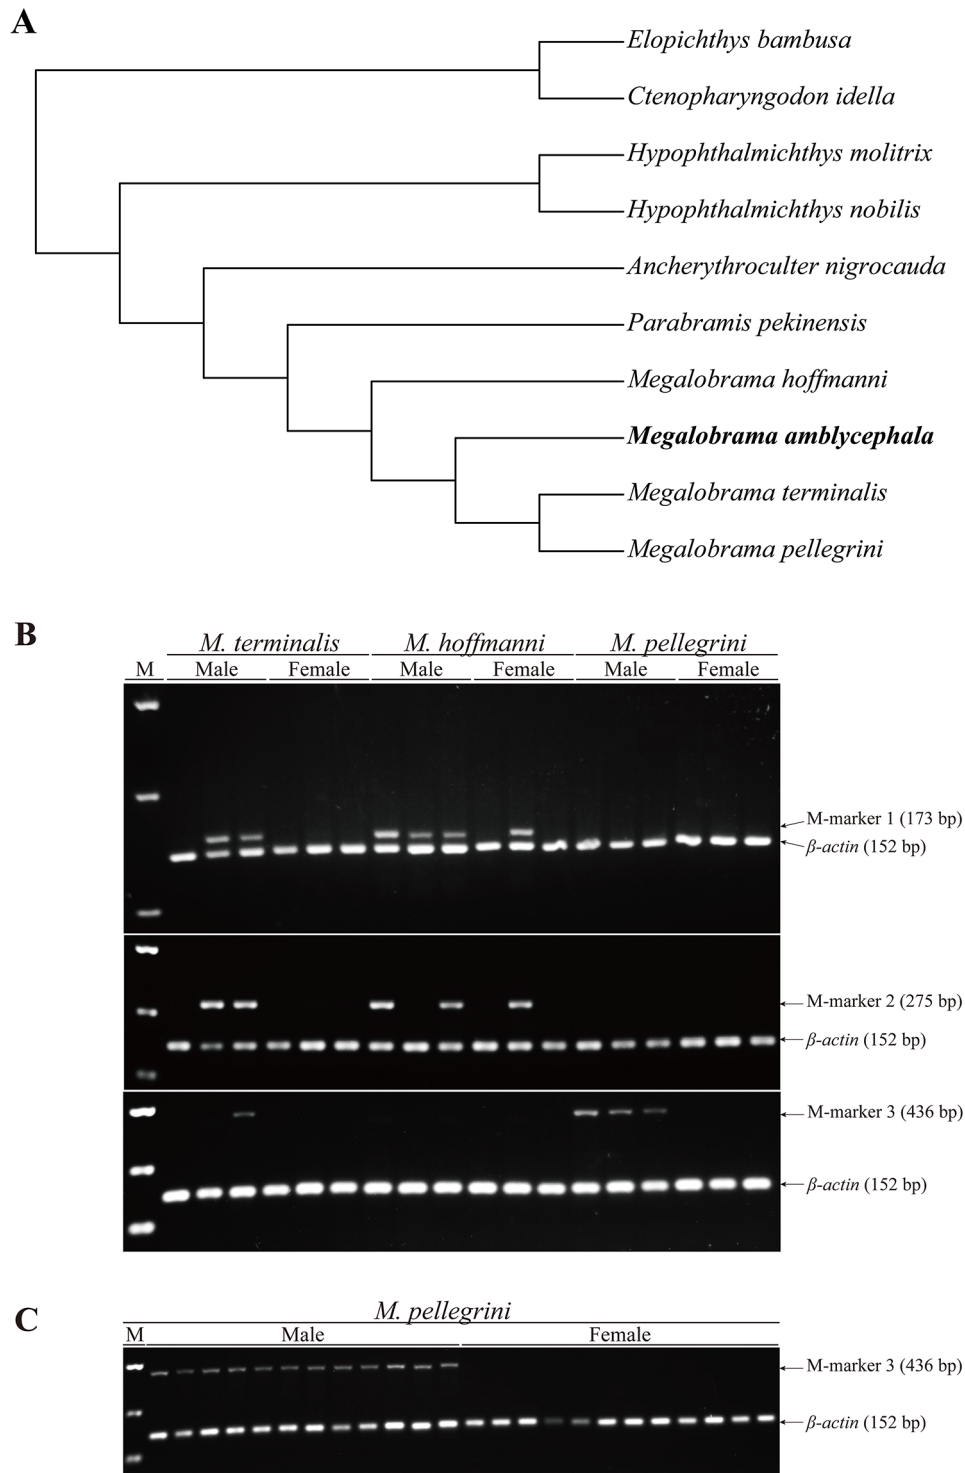 A
Elopichthys bambusa
Ctenopharyngodon idella
Hypophthalmichthys molitrix
Hypophthalmichthys nobilis
Ancherythroculter nigrocauda
Parabramis pekinensis
Megalobrama hoffmanni
Megalobrama amblycephala
Megalobrama terminalis
Megalobrama pellegrini
B
M. terminalis M. hoffmanni M. pellegrini
M Male Female Male Female Male Female
M-marker 1 (173 bp)
β-actin (152 bp)
M-marker 2 (275 bp)
β-actin (152 bp)
M-marker 3 (436 bp)
β-actin (152 bp)
C
M. pellegrini
M Male Female
M-marker 3 (436 bp)
β-actin (152 bp)